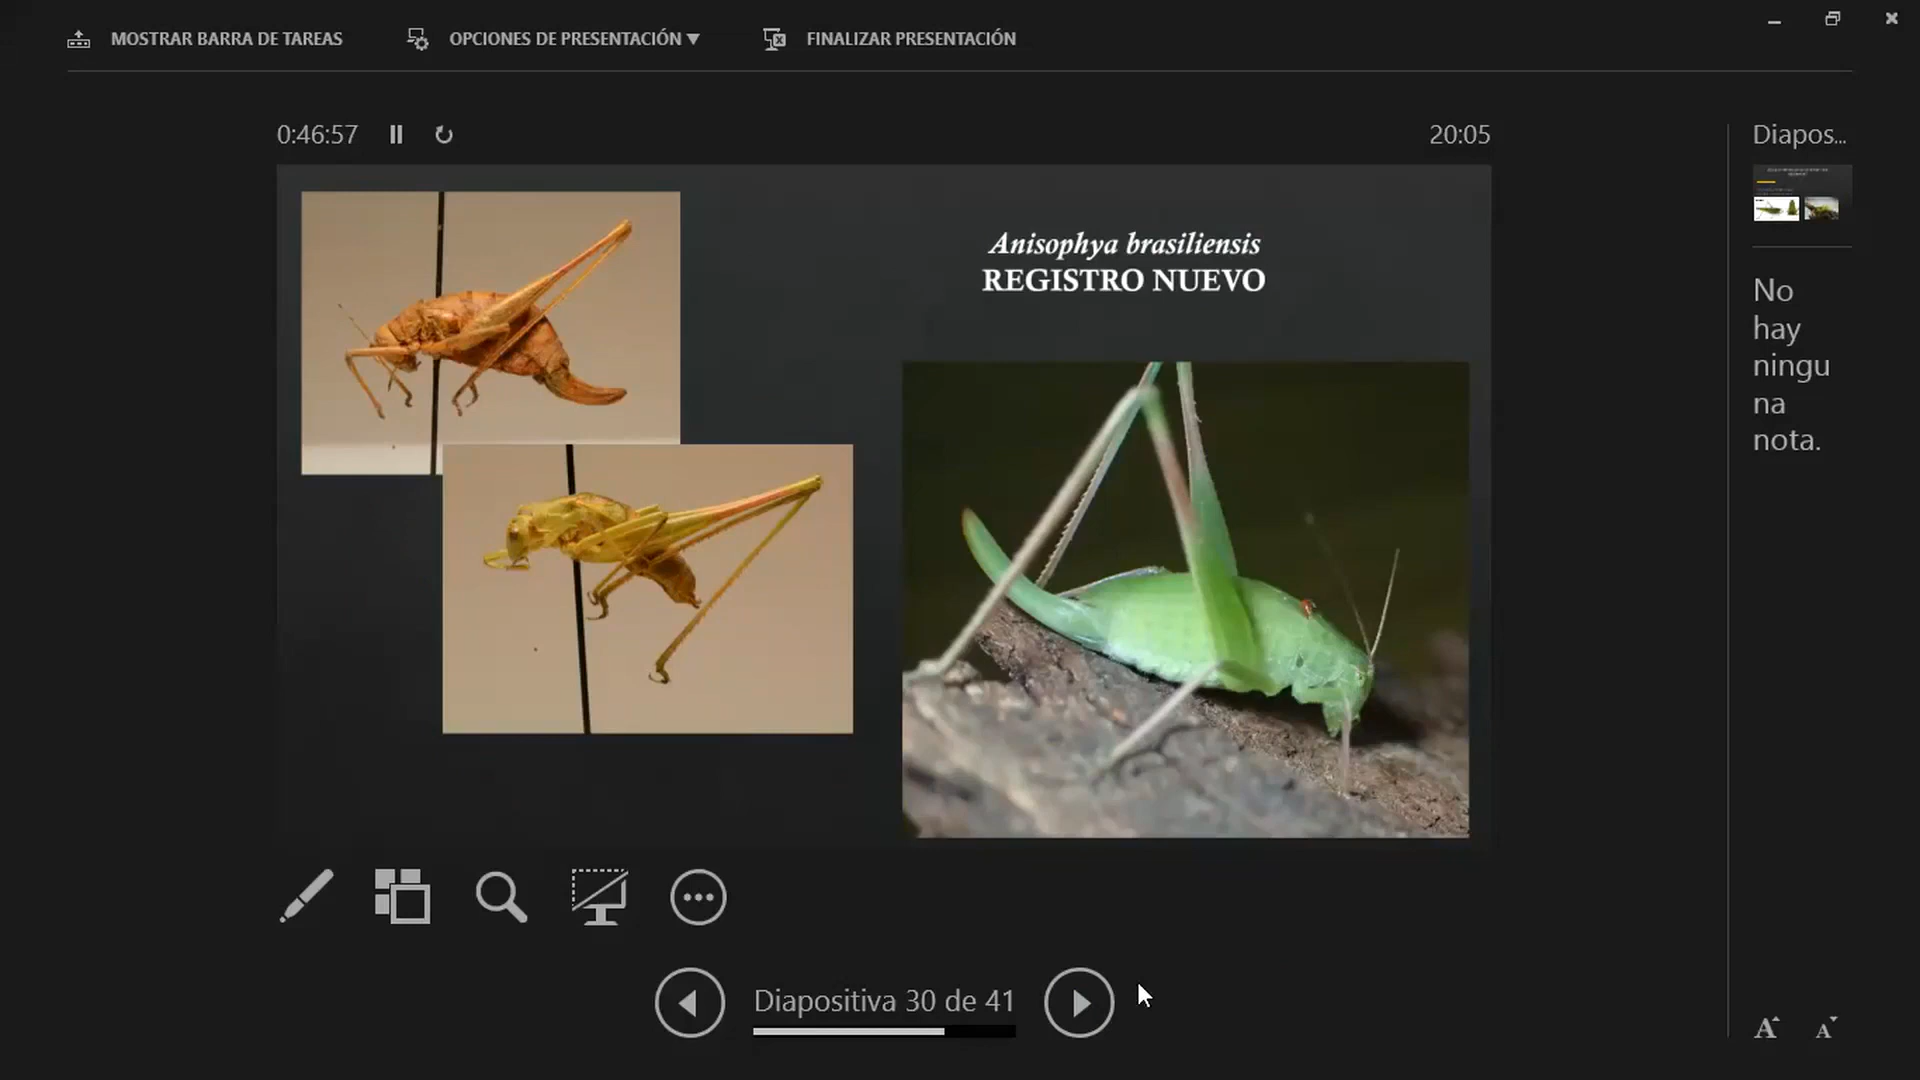 MOSTRAR BARRA DE TAREAS
OPCIONES DE PRESENTACIÓN
FINALIZAR PRESENTACIÓN
0:46:57
20:05
Anisophya brasiliensis
REGISTRO NUEVO
Diapos...
No
hay
ningu
na
nota.
Diapositiva 30 de 41
A
A